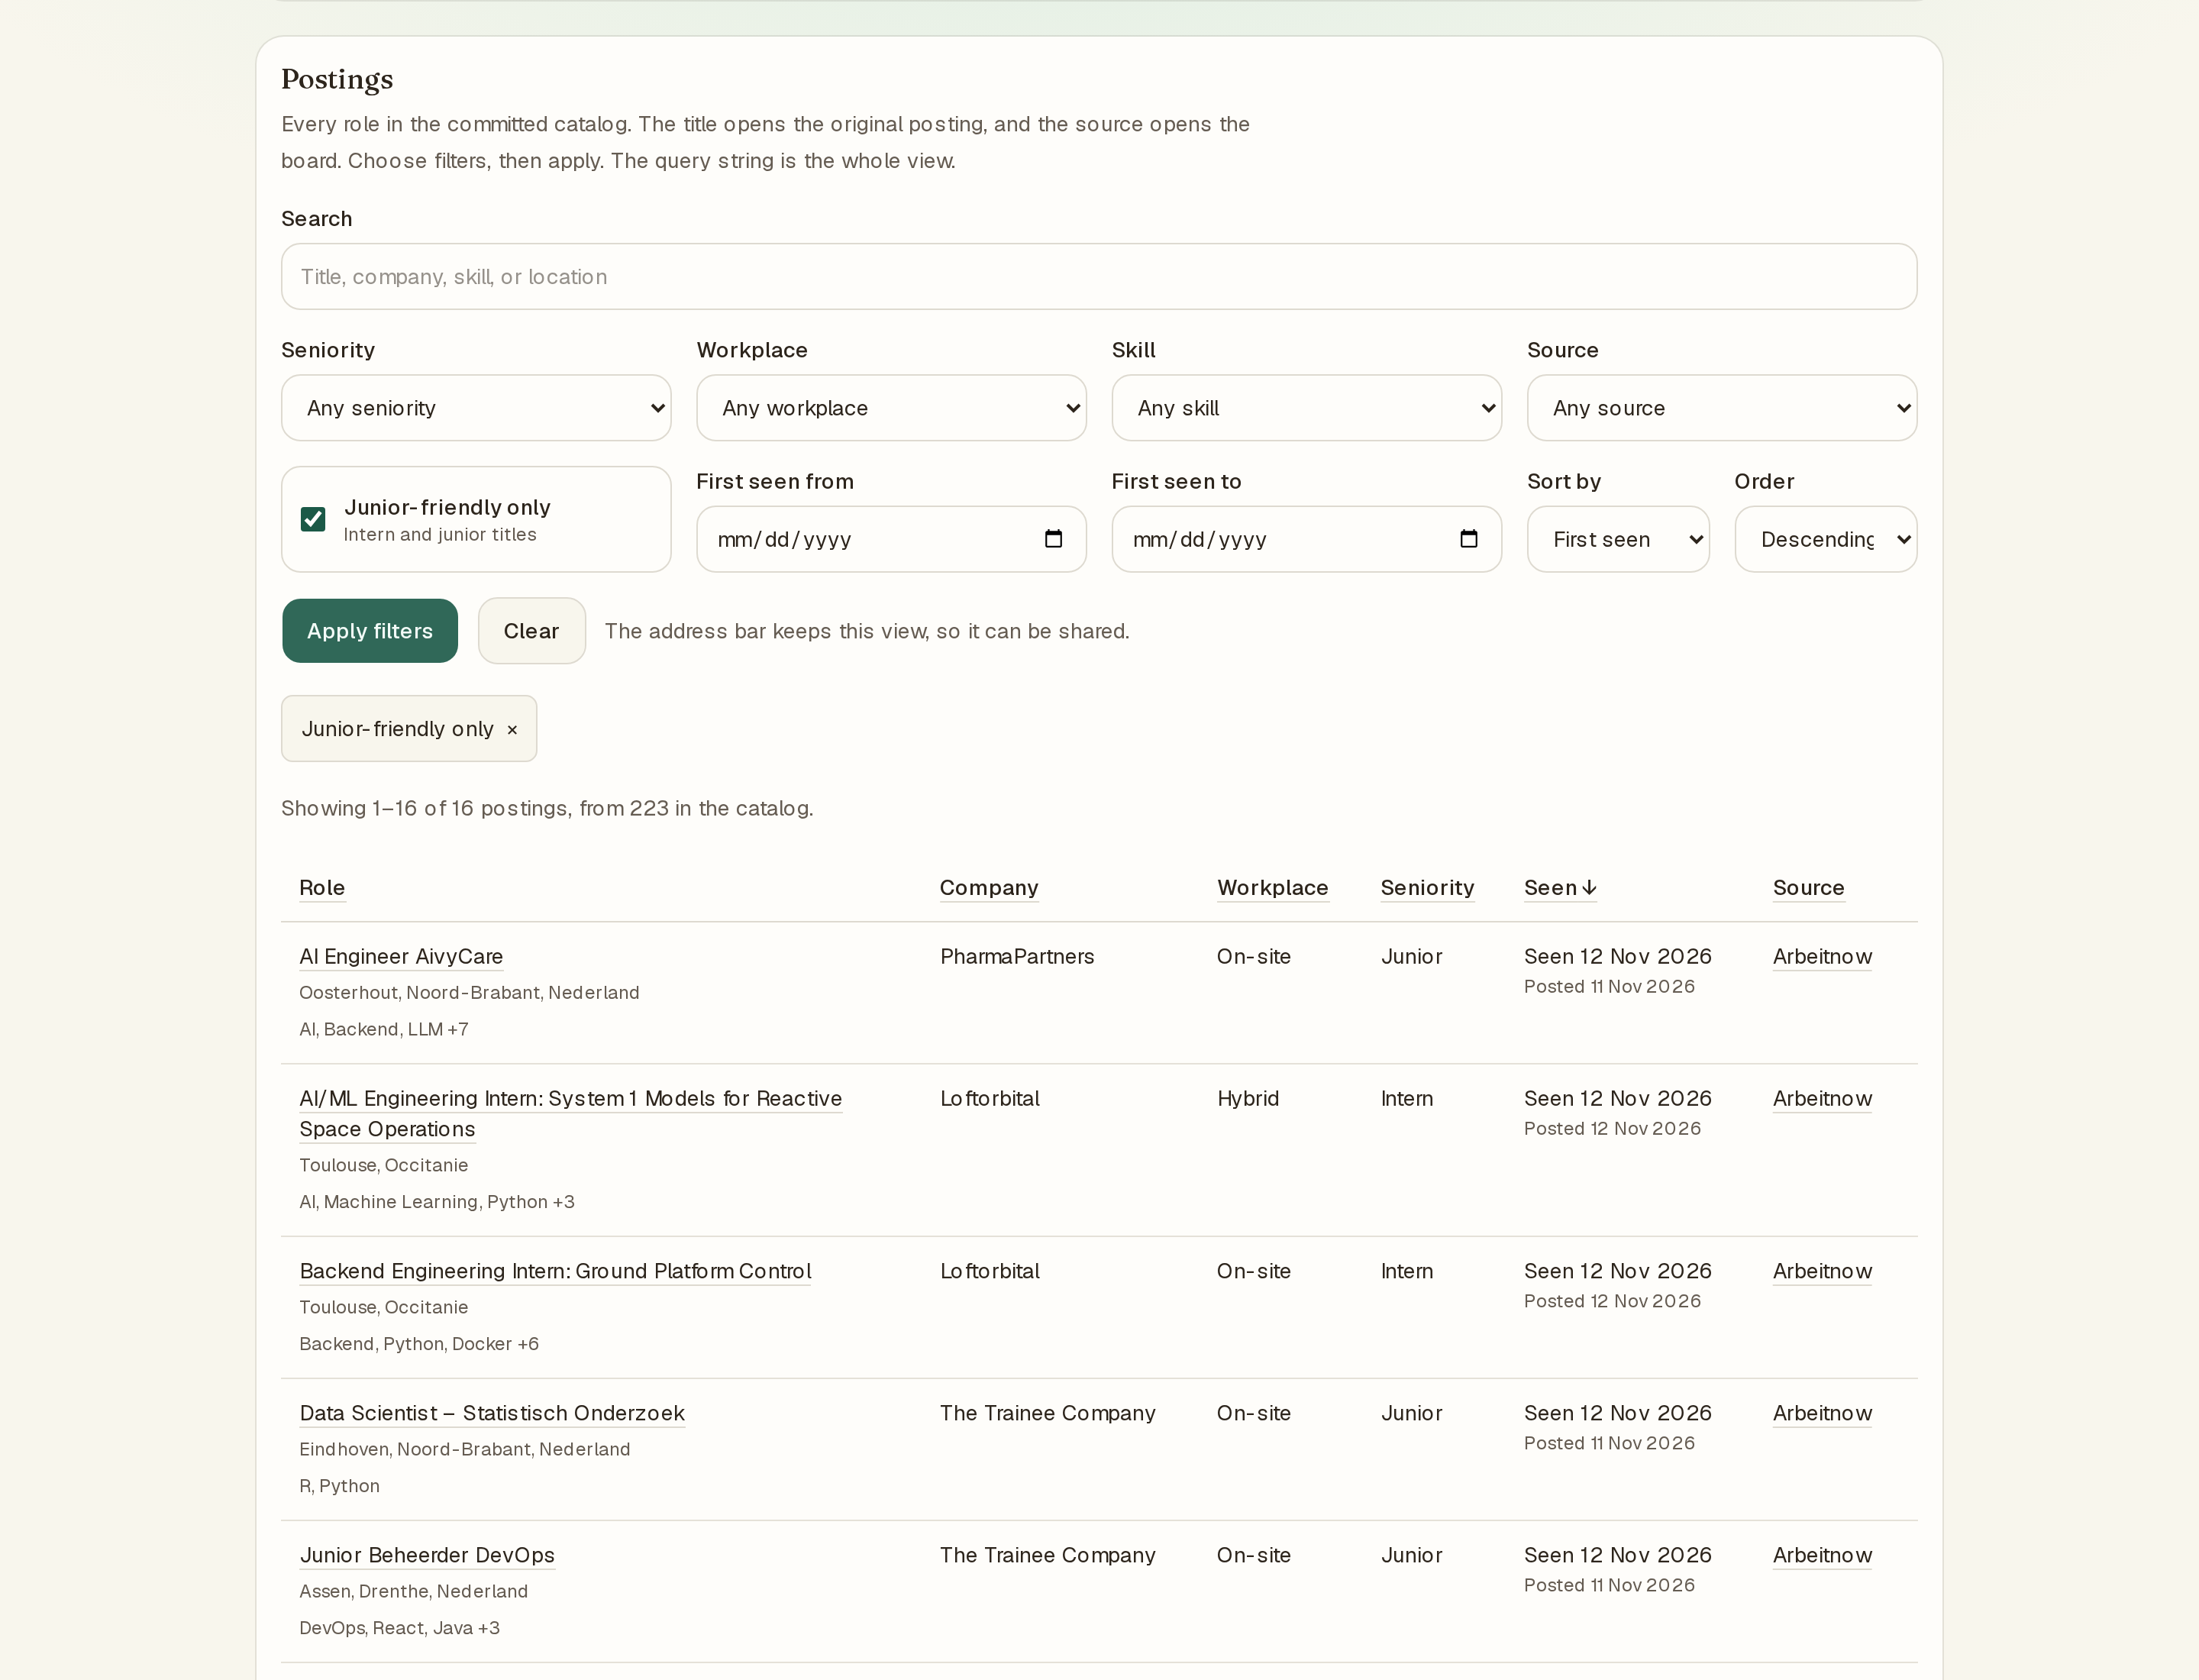 Postings
Every role in the committed catalog. The title opens the original posting, and the source opens the
board. Choose filters, then apply. The query string is the whole view.
Search
Title, company, skill, or location
Seniority Workplace Skill Source
Any seniority Any workplace Any skill Any source
Junior-friendly only
Intern and junior titles
First seen from First seen to Sort by Order
mm/dd/yyyy mm/dd/yyyy First seen Descending
Apply filters Clear The address bar keeps this view, so it can be shared.
Junior-friendly only ×
Showing 1–16 of 16 postings, from 223 in the catalog.
Role Company Workplace Seniority Seen ↓ Source
AI Engineer AivyCare PharmaPartners On-site Junior Seen 12 Nov 2026 Arbeitnow
Oosterhout, Noord-Brabant, Nederland Posted 11 Nov 2026
AI, Backend, LLM +7
AI/ML Engineering Intern: System 1 Models for Reactive Loftorbital Hybrid Intern Seen 12 Nov 2026 Arbeitnow
Space Operations Posted 12 Nov 2026
Toulouse, Occitanie
AI, Machine Learning, Python +3
Backend Engineering Intern: Ground Platform Control Loftorbital On-site Intern Seen 12 Nov 2026 Arbeitnow
Toulouse, Occitanie Posted 12 Nov 2026
Backend, Python, Docker +6
Data Scientist – Statistisch Onderzoek The Trainee Company On-site Junior Seen 12 Nov 2026 Arbeitnow
Eindhoven, Noord-Brabant, Nederland Posted 11 Nov 2026
R, Python
Junior Beheerder DevOps The Trainee Company On-site Junior Seen 12 Nov 2026 Arbeitnow
Assen, Drenthe, Nederland Posted 11 Nov 2026
DevOps, React, Java +3